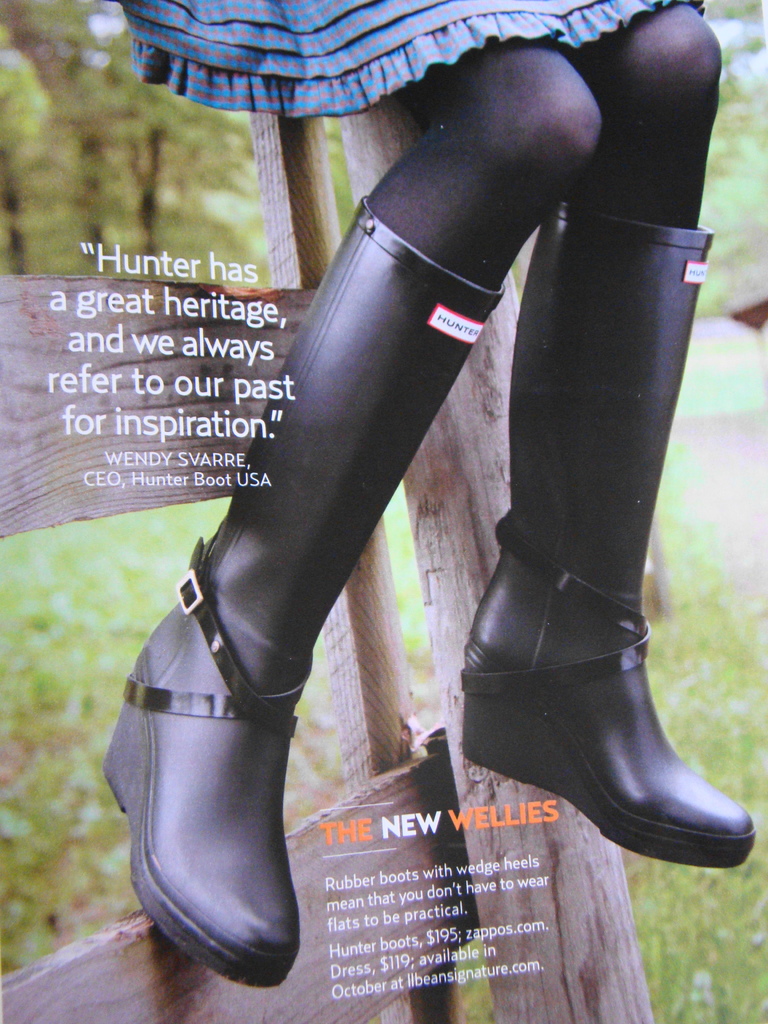 “Hunter has
a great heritage,
and we always
refer to our past
for inspiration.”
WENDY SVARRE,
CEO, Hunter Boot USA
HUNTER
HUNT
THE NEW WELLIES
Rubber boots with wedge heels
mean that you don’t have to wear
flats to be practical.
Hunter boots, $195; zappos.com.
Dress, $119; available in
October at llbeansignature.com.